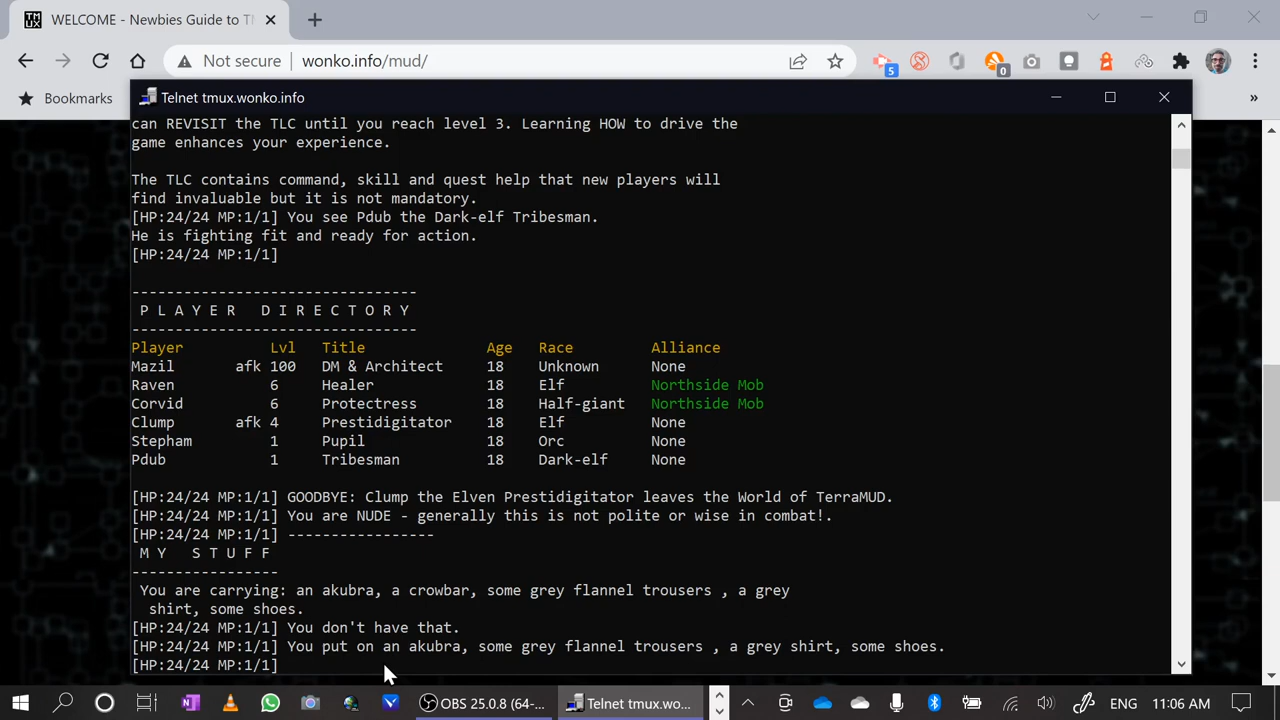 WELCOME - Newbies Guide to TM
Not secure
wonko.info/mud/
5
0
Bookmarks
»
Telnet tmux.wonko.info
can REVISIT the TLC until you reach level 3. Learning HOW to drive the
game enhances your experience.
The TLC contains command, skill and quest help that new players will
find invaluable but it is not mandatory.
[HP:24/24 MP:1/1] You see Pdub the Dark-elf Tribesman.
He is fighting fit and ready for action.
[HP:24/24 MP:1/1]
-------------------------------
P L A Y E R   D I R E C T O R Y
-------------------------------
Player Lvl Title Age Race Alliance
Mazil afk 100 DM & Architect 18 Unknown None
Raven 6 Healer 18 Elf Northside Mob
Corvid 6 Protectress 18 Half-giant Northside Mob
Clump afk 4 Prestidigitator 18 Elf None
Stepham 1 Pupil 18 Orc None
Pdub 1 Tribesman 18 Dark-elf None
[HP:24/24 MP:1/1] GOODBYE: Clump the Elven Prestidigitator leaves the World of TerraMUD.
[HP:24/24 MP:1/1] You are NUDE - generally this is not polite or wise in combat!.
[HP:24/24 MP:1/1] ----------------
M Y   S T U F F
----------------
You are carrying: an akubra, a crowbar, some grey flannel trousers , a grey
shirt, some shoes.
[HP:24/24 MP:1/1] You don't have that.
[HP:24/24 MP:1/1] You put on an akubra, some grey flannel trousers , a grey shirt, some shoes.
[HP:24/24 MP:1/1]
OBS 25.0.8 (64-...
Telnet tmux.wo...
ENG
11:06 AM